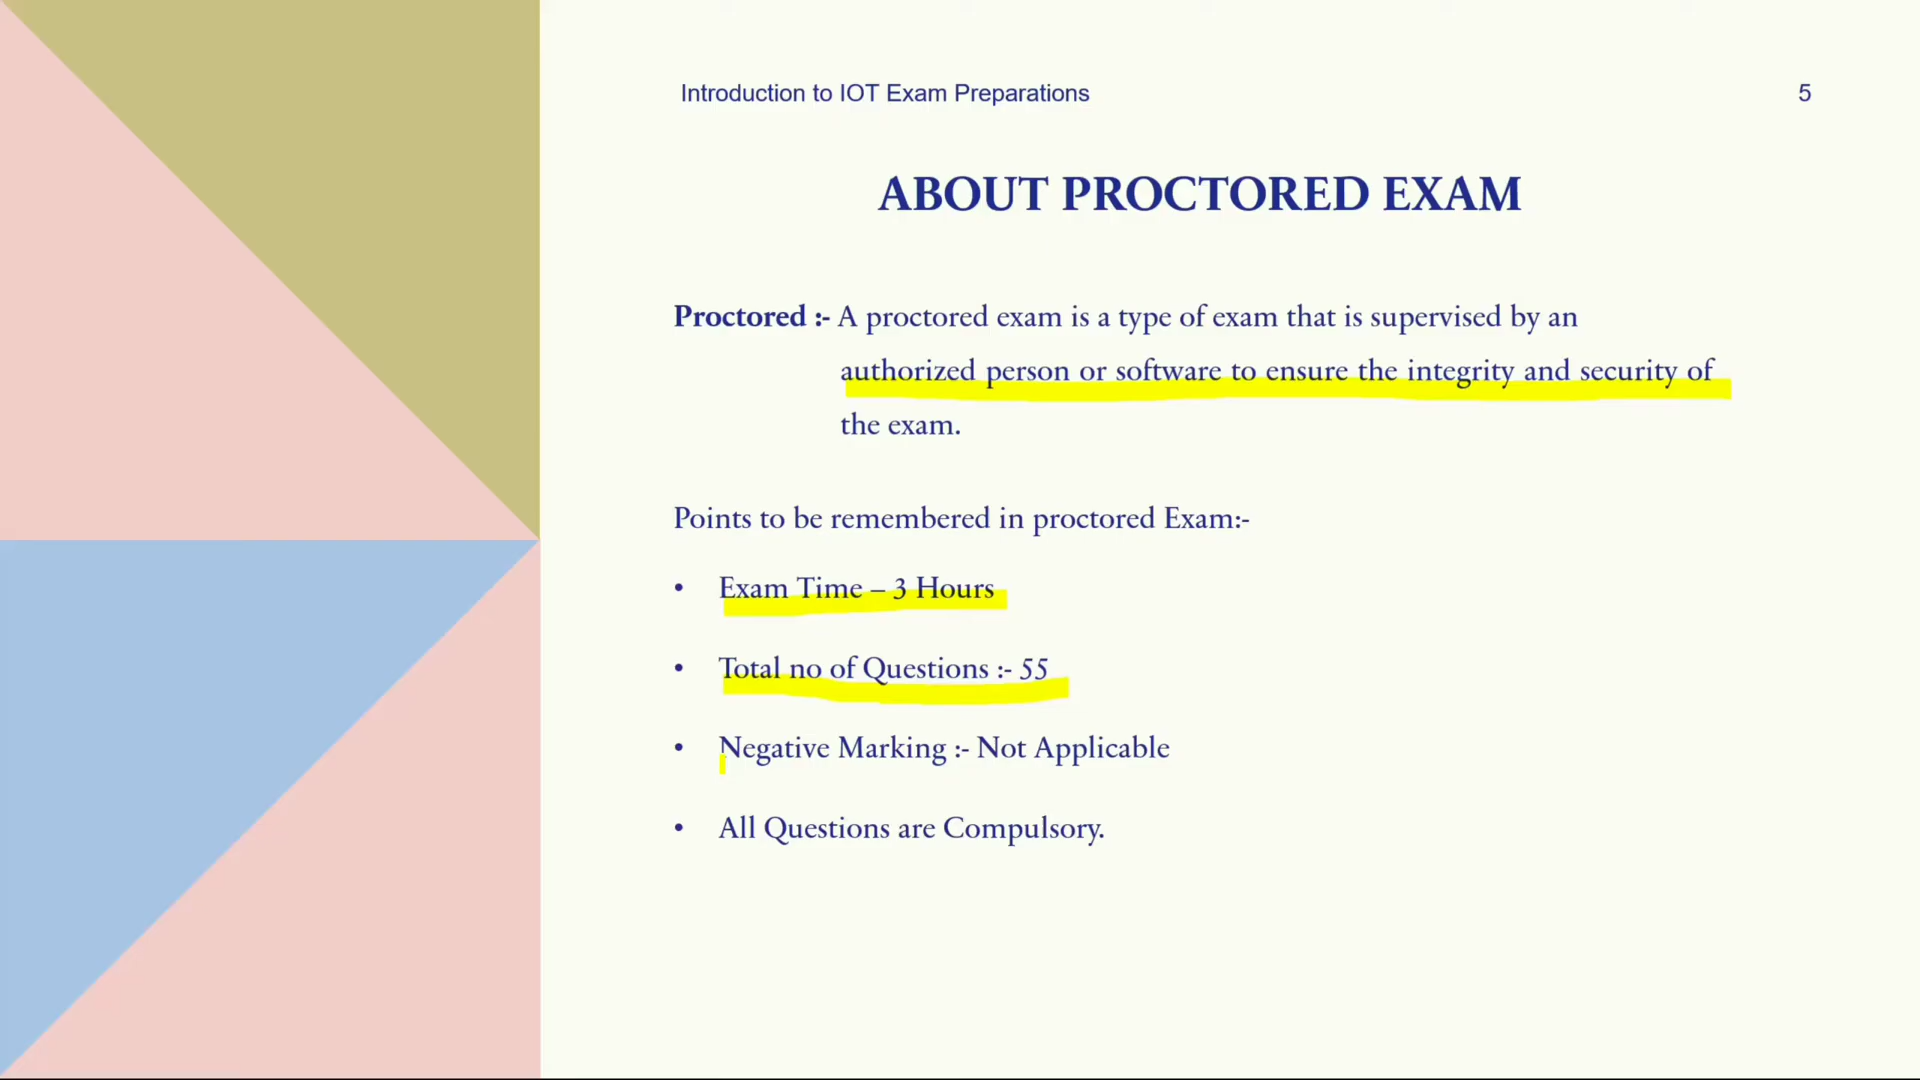 Introduction to IOT Exam Preparations
5
ABOUT PROCTORED EXAM
Proctored :- A proctored exam is a type of exam that is supervised by an
authorized person or software to ensure the integrity and security of
the exam.
Points to be remembered in proctored Exam:-
• Exam Time – 3 Hours
• Total no of Questions :- 55
• Negative Marking :- Not Applicable
• All Questions are Compulsory.